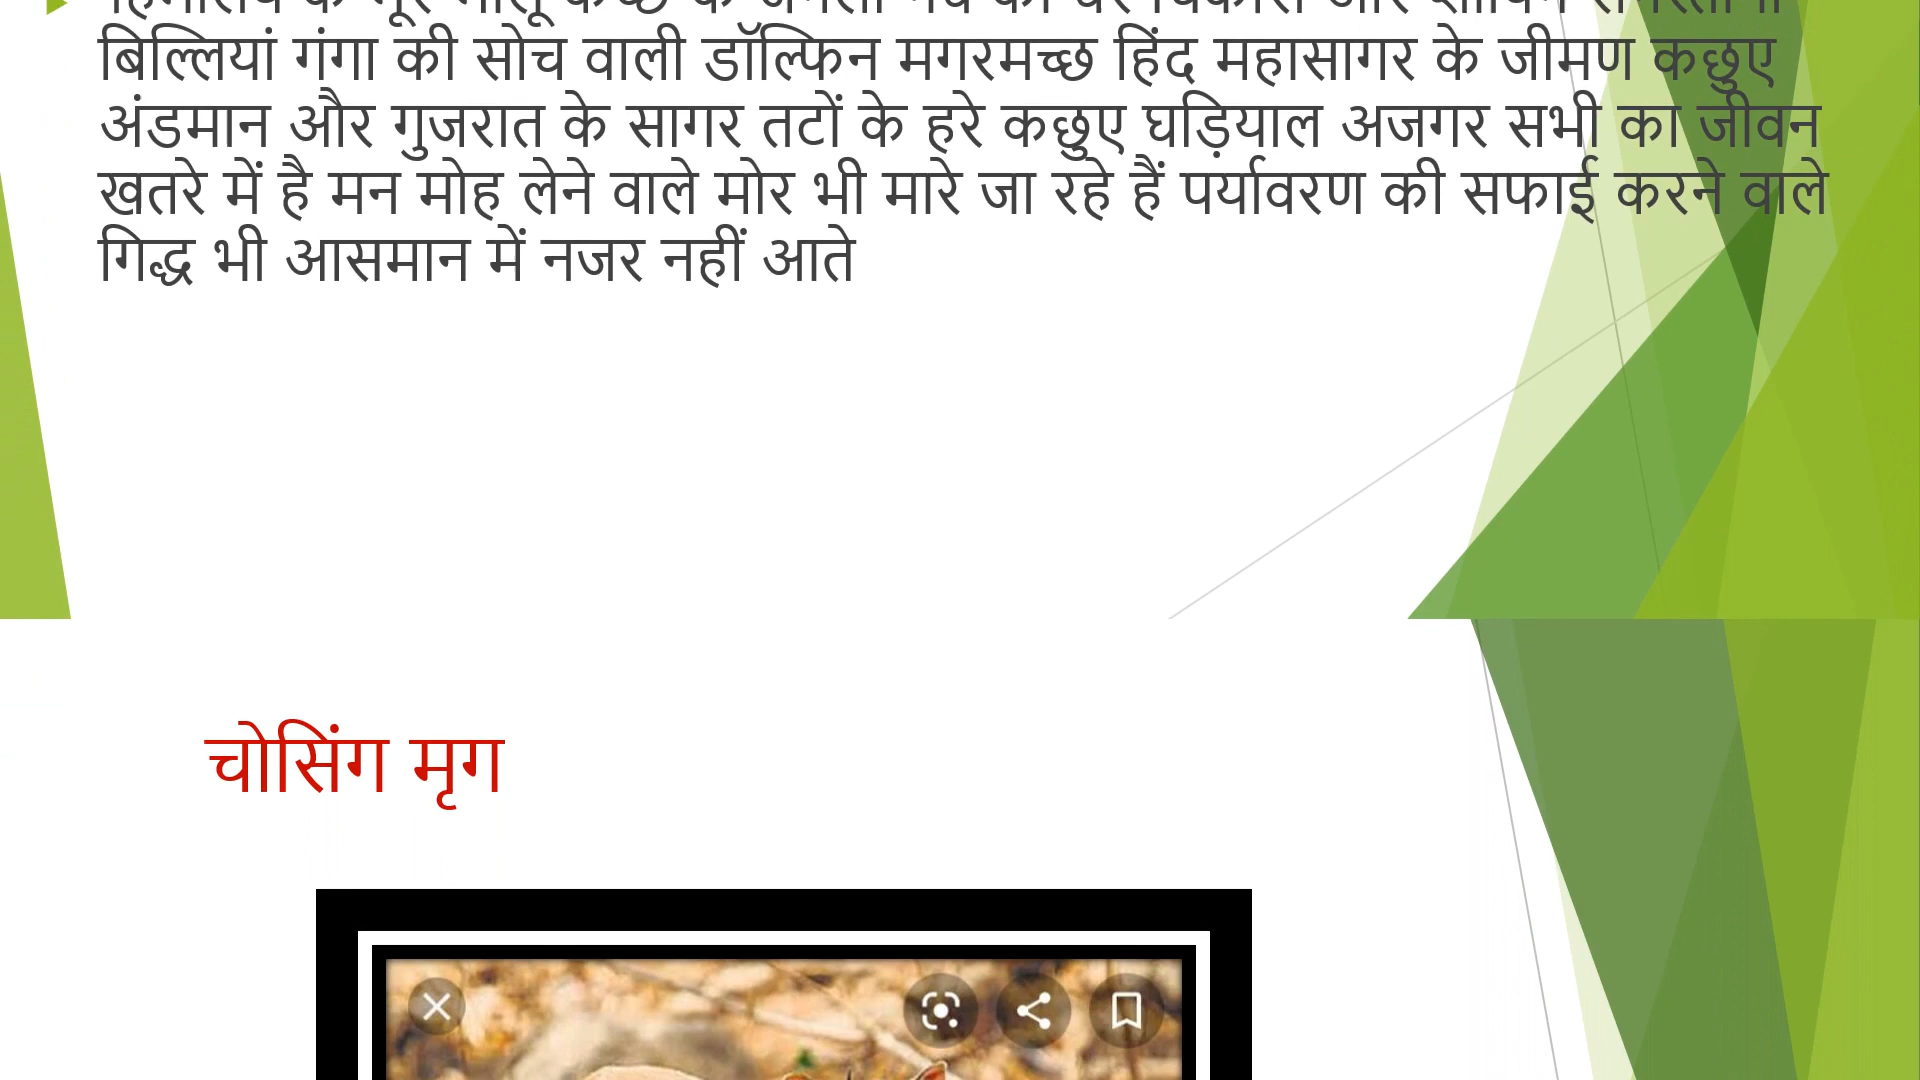 बिल्लियां गंगा की सोच वाली डॉल्फिन मगरमच्छ हिंद महासागर के जीमण कछुए
अंडमान और गुजरात के सागर तटों के हरे कछुए घड़ियाल अजगर सभी का जीवन
खतरे में है मन मोह लेने वाले मोर भी मारे जा रहे हैं पर्यावरण की सफाई करने वाले
गिद्ध भी आसमान में नजर नहीं आते
चोसिंग मृग